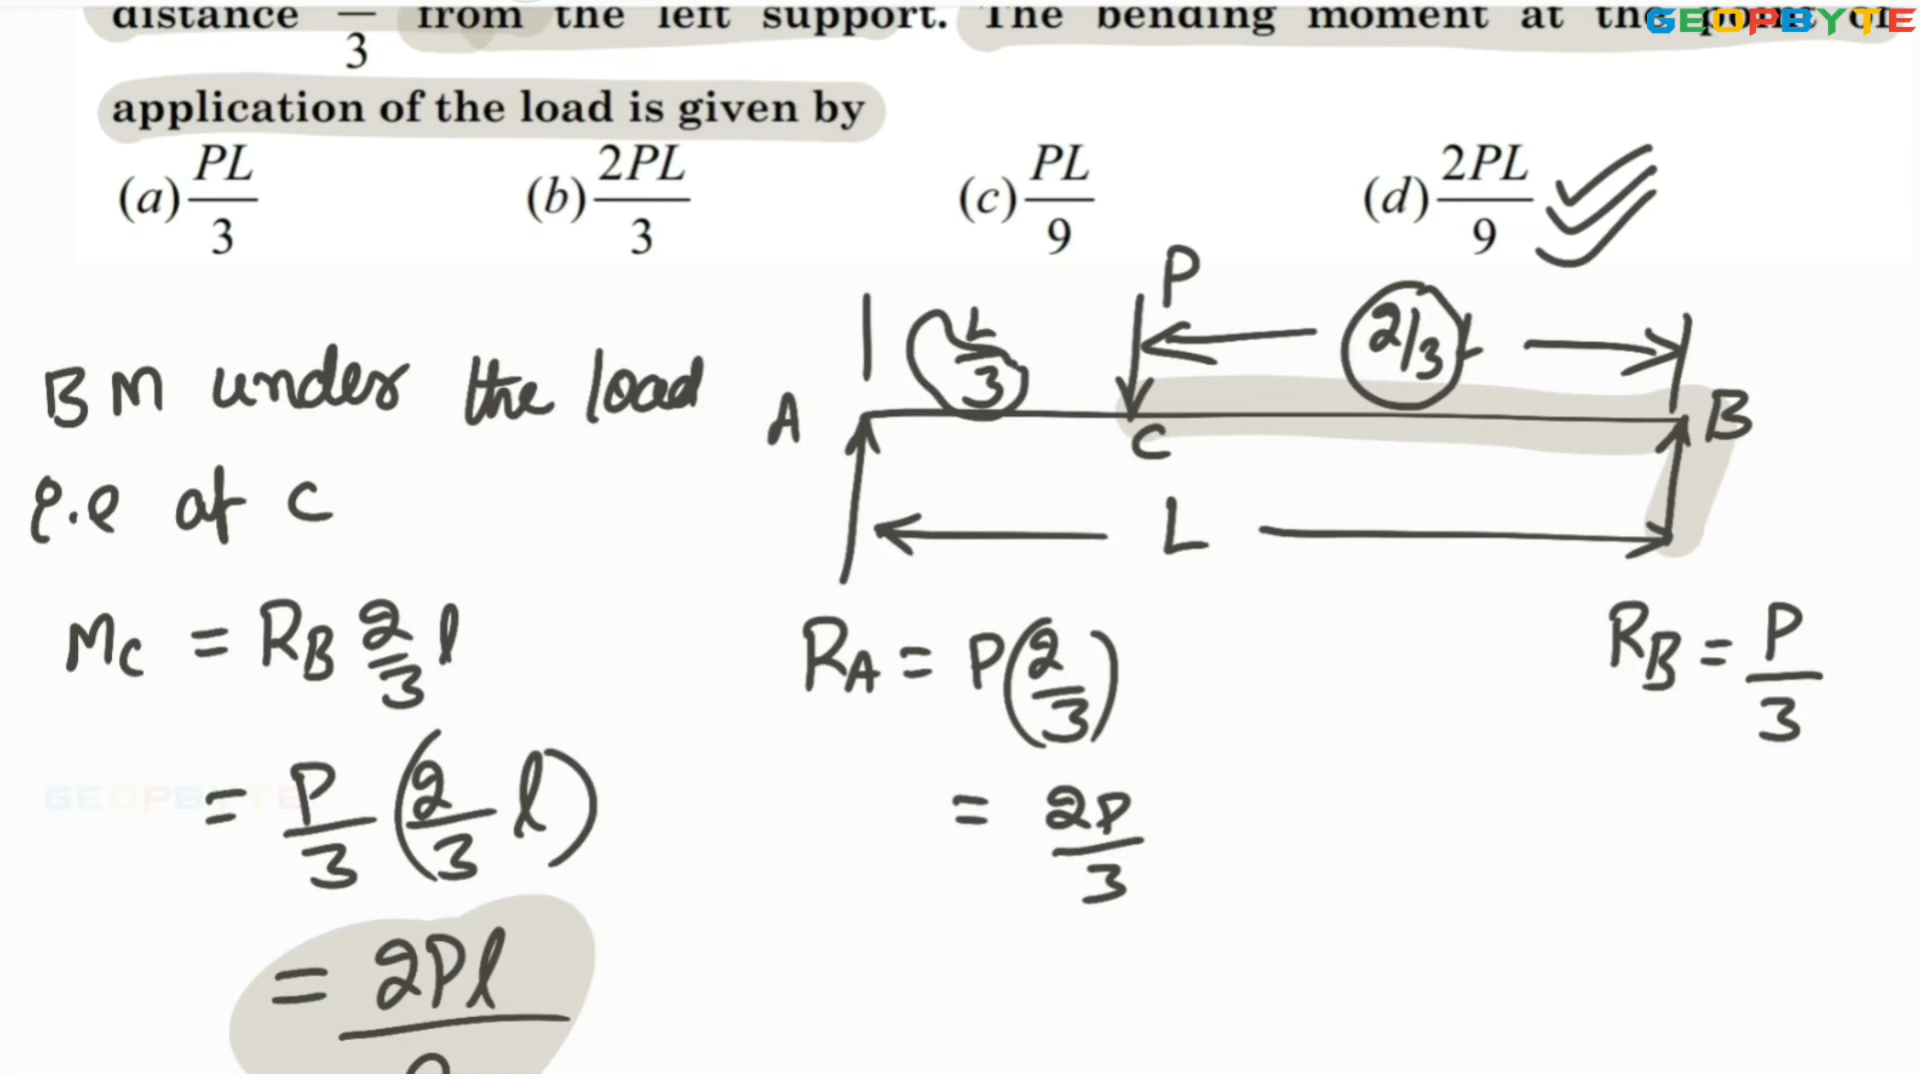 distance — from the left support. The bending moment at the point of
3
GEOPBYTE
application of the load is given by
(a) PL/3 (b) 2PL/3 (c) PL/9 (d) 2PL/9
P
L/3 2/3 L
A C B
L
BM under the load
i.e at C
Mc = RB 2/3 l
RA = P(2/3) RB = P/3
= P/3 (2/3 l)
= 2P/3
GEOPBYTE
= 2Pl